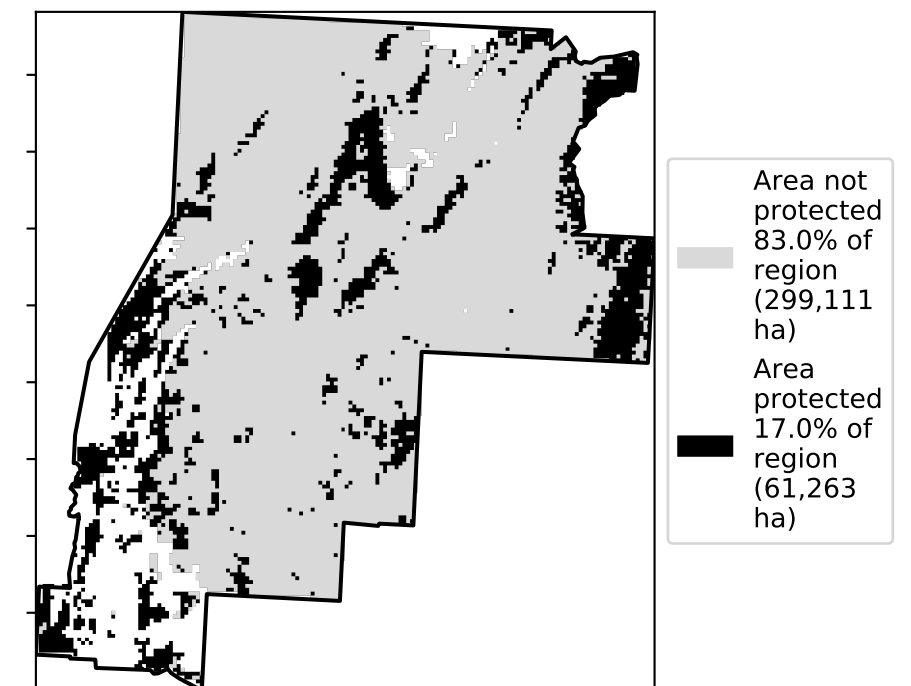 Area not
protected
83.0% of
region
(299,111
ha)
Area
protected
17.0% of
region
(61,263
ha)